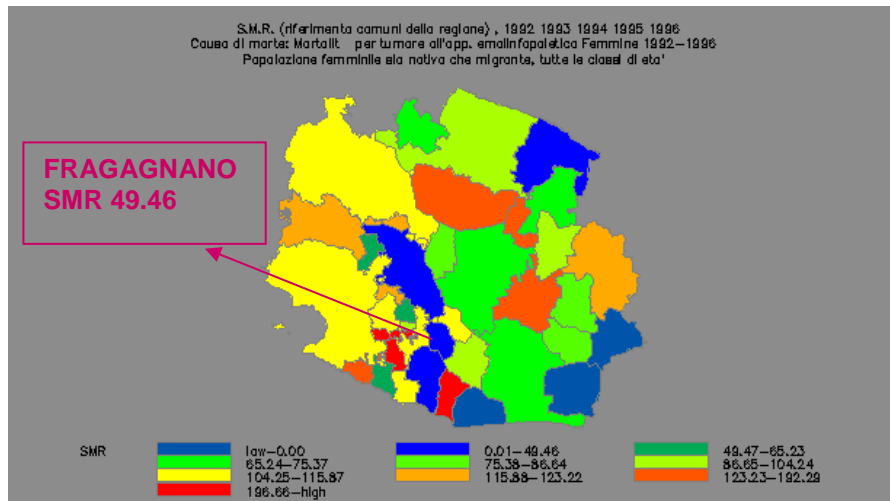 S.M.R. (riferimento comuni della regione) , 1992 1993 1994 1995 1996
Causa di morte: Mortalit per tumore all'app. emolinfopoietico Femmine 1992-1996
Popolazione femminile sia nativa che migrante, tutte le classi di eta'
FRAGAGNANO
SMR 49.46
SMR
low-0.00
0.01-49.46
49.47-65.23
65.24-75.37
75.38-86.64
86.65-104.24
104.25-115.87
115.88-123.22
123.23-192.29
196.66-high